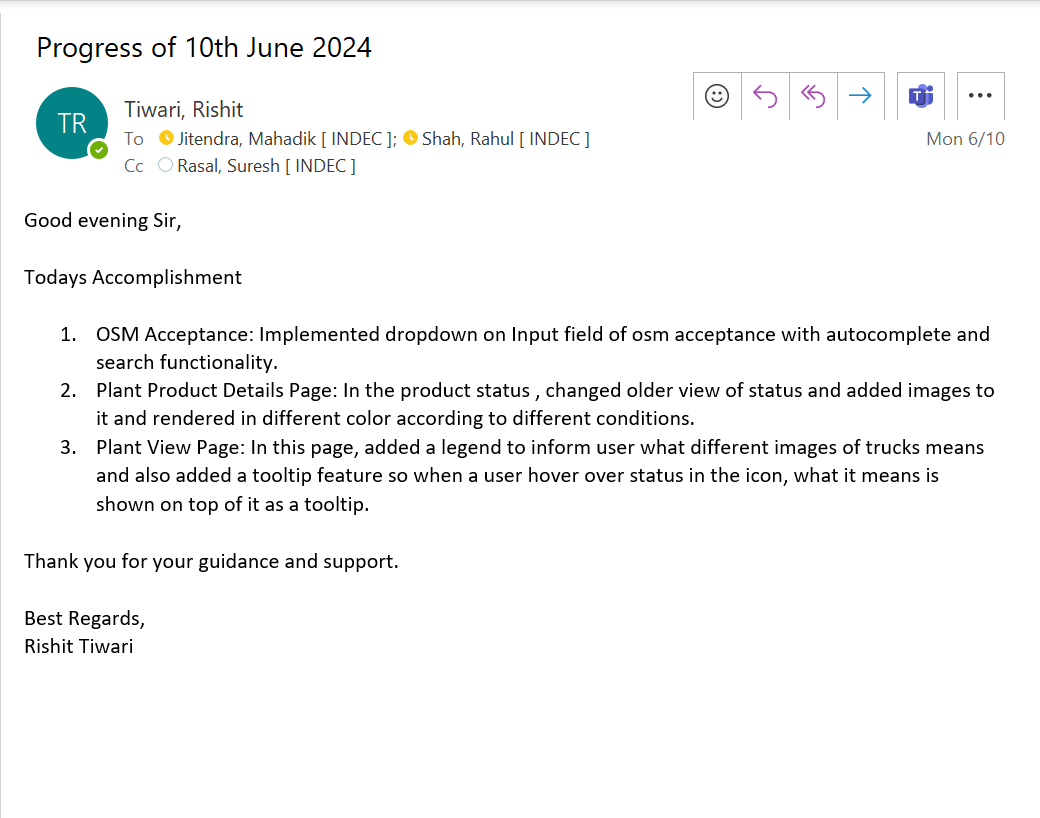 Progress of 10th June 2024
TR
Tiwari, Rishit
To Jitendra, Mahadik [ INDEC ]; Shah, Rahul [ INDEC ]
Mon 6/10
Cc Rasal, Suresh [ INDEC ]
Good evening Sir,
Todays Accomplishment
1. OSM Acceptance: Implemented dropdown on Input field of osm acceptance with autocomplete and
search functionality.
2. Plant Product Details Page: In the product status , changed older view of status and added images to
it and rendered in different color according to different conditions.
3. Plant View Page: In this page, added a legend to inform user what different images of trucks means
and also added a tooltip feature so when a user hover over status in the icon, what it means is
shown on top of it as a tooltip.
Thank you for your guidance and support.
Best Regards,
Rishit Tiwari